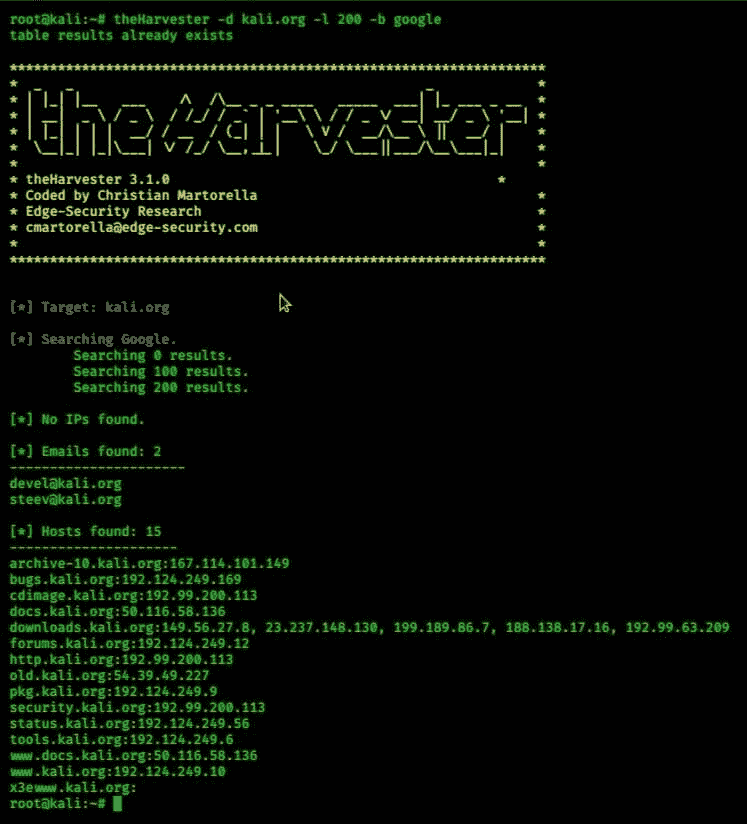 root@kali:~# theHarvester -d kali.org -l 200 -b google
table results already exists
*******************************************************************
* *
* theHarvester *
* *
* theHarvester 3.1.0 *
* Coded by Christian Martorella *
* Edge-Security Research *
* cmartorella@edge-security.com *
* *
*******************************************************************
[*] Target: kali.org
[*] Searching Google.
Searching 0 results.
Searching 100 results.
Searching 200 results.
[*] No IPs found.
[*] Emails found: 2
----------------------
devel@kali.org
steev@kali.org
[*] Hosts found: 15
---------------------
archive-10.kali.org:167.114.101.149
bugs.kali.org:192.124.249.169
cdimage.kali.org:192.99.200.113
docs.kali.org:50.116.58.136
downloads.kali.org:149.56.27.8, 23.237.148.130, 199.189.86.7, 188.138.17.16, 192.99.63.209
forums.kali.org:192.124.249.12
http.kali.org:192.99.200.113
old.kali.org:54.39.49.227
pkg.kali.org:192.124.249.9
security.kali.org:192.99.200.113
status.kali.org:192.124.249.56
tools.kali.org:192.124.249.6
www.docs.kali.org:50.116.58.136
www.kali.org:192.124.249.10
x3ewww.kali.org:
root@kali:~#